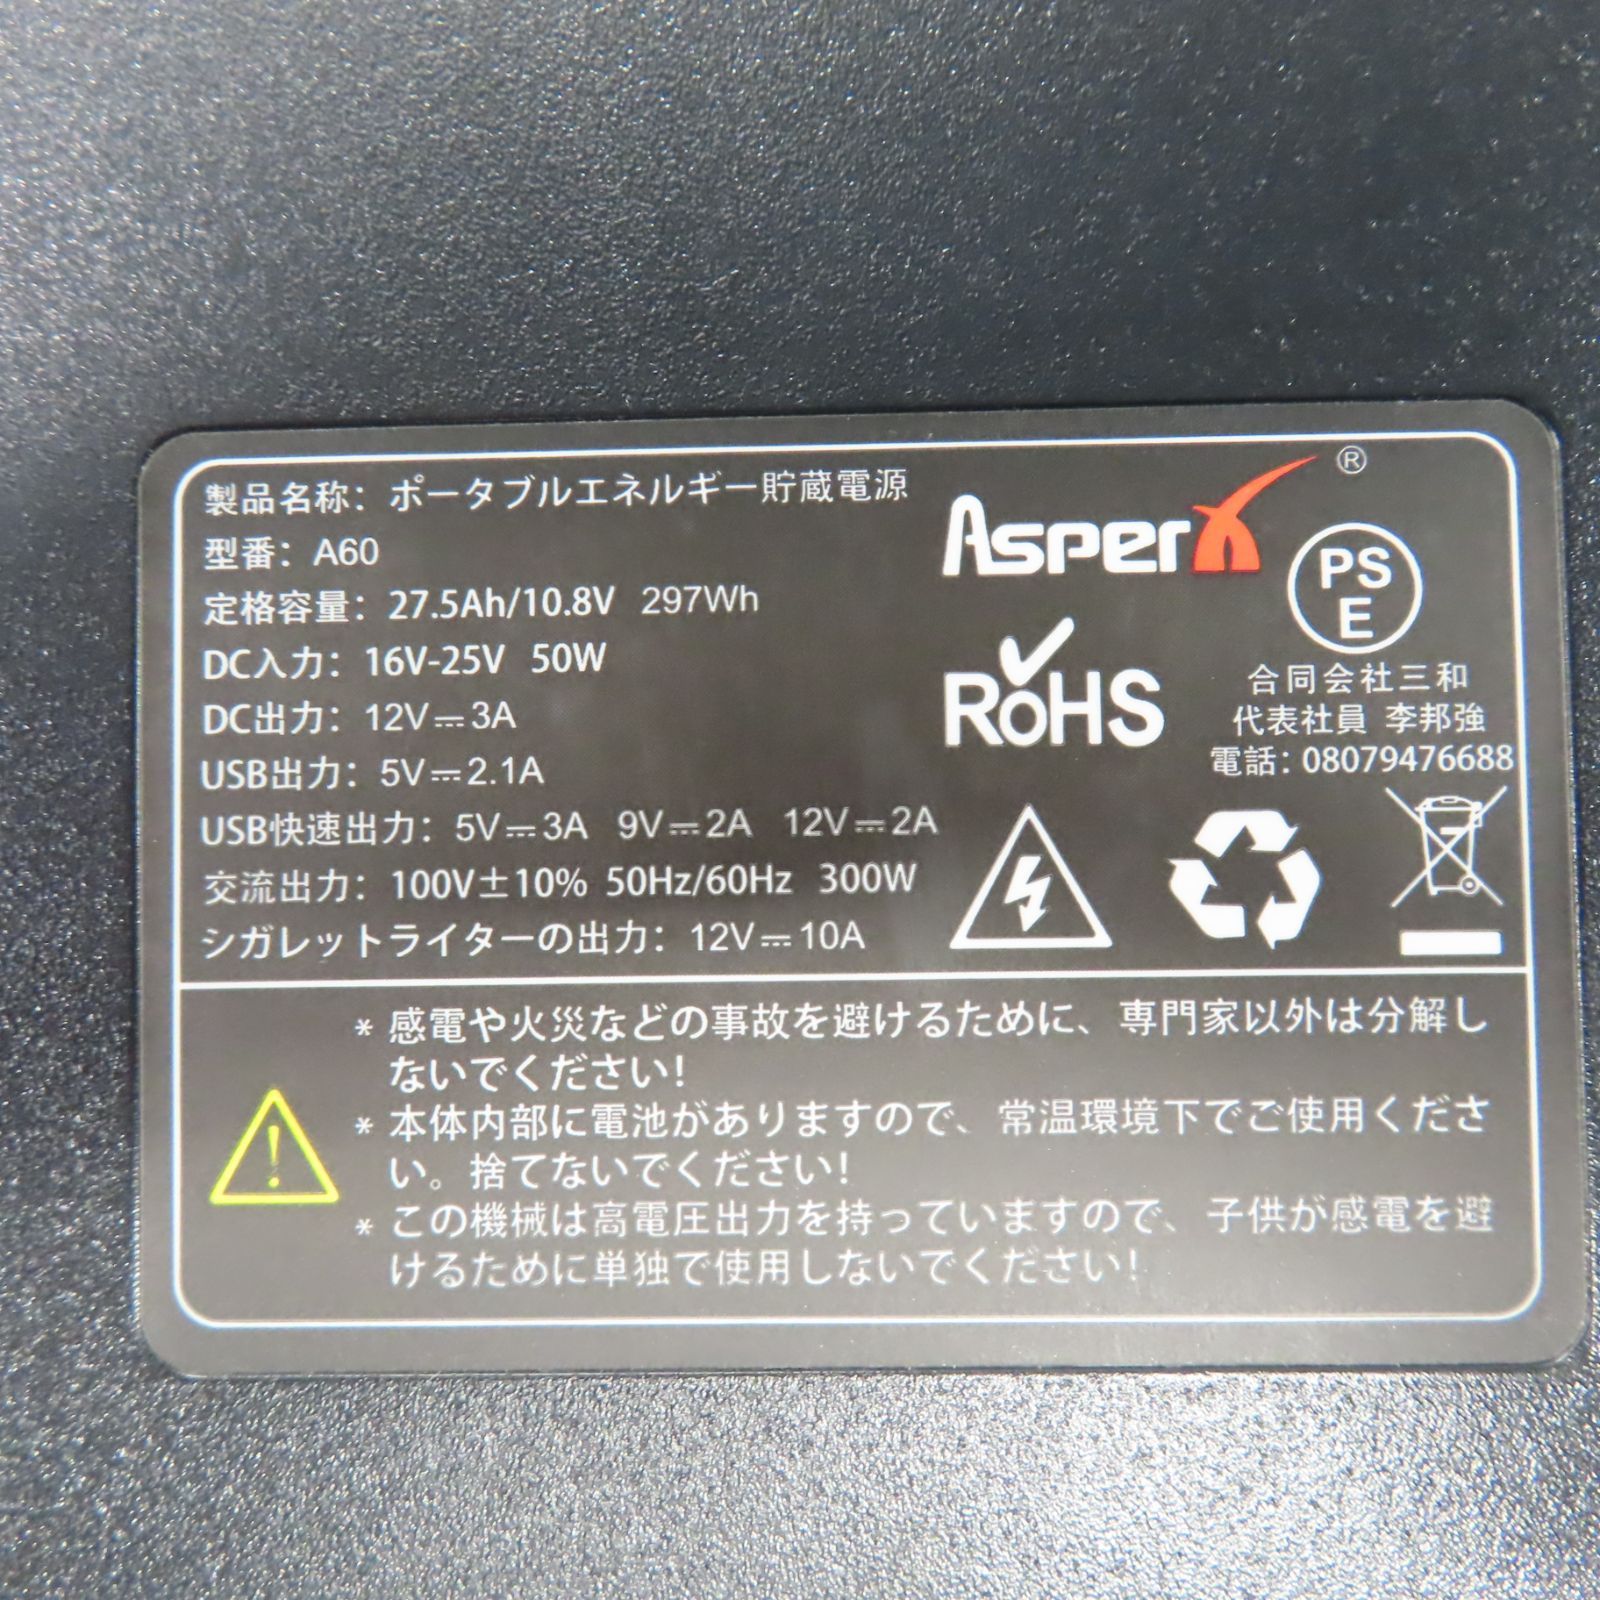 製品名称：ポータブルエネルギー貯蔵電源
型番：A60
定格容量：27.5Ah/10.8V 297Wh
DC入力：16V-25V 50W
DC出力：12V⎓3A
USB出力：5V⎓2.1A
USB快速出力：5V⎓3A 9V⎓2A 12V⎓2A
交流出力：100V±10% 50Hz/60Hz 300W
シガレットライターの出力：12V⎓10A
AsperX®
PS
E
RoHS
合同会社三和
代表社員 李邦強
電話：08079476688
* 感電や火災などの事故を避けるために、専門家以外は分解し
ないでください！
* 本体内部に電池がありますので、常温環境下でご使用くださ
い。捨てないでください！
* この機械は高電圧出力を持っていますので、子供が感電を避
けるために単独で使用しないでください！